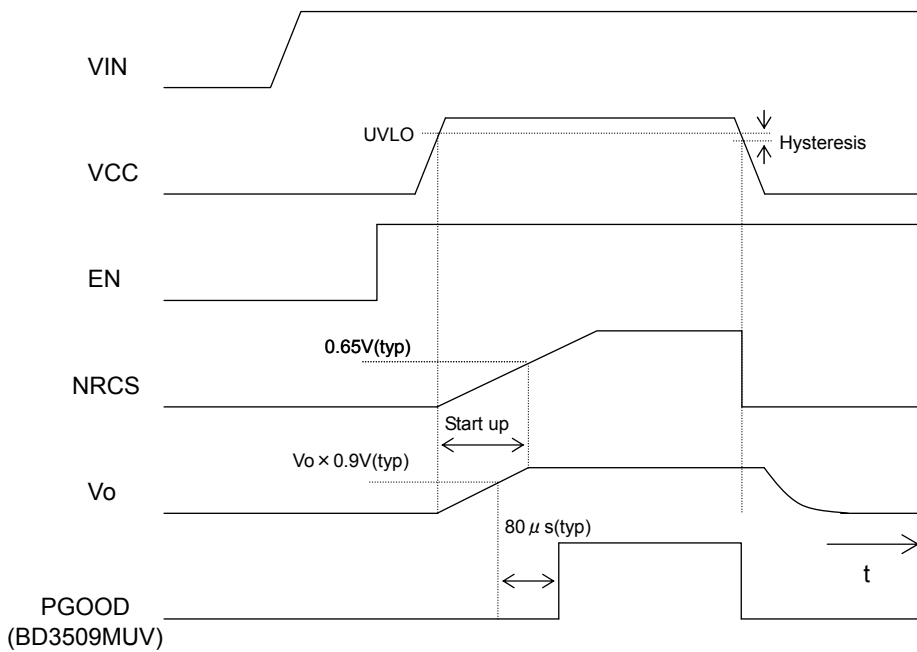 VIN
UVLO
Hysteresis
VCC
EN
0.65V(typ)
NRCS
Start up
Vo×0.9V(typ)
Vo
80μs(typ)
t
PGOOD
(BD3509MUV)